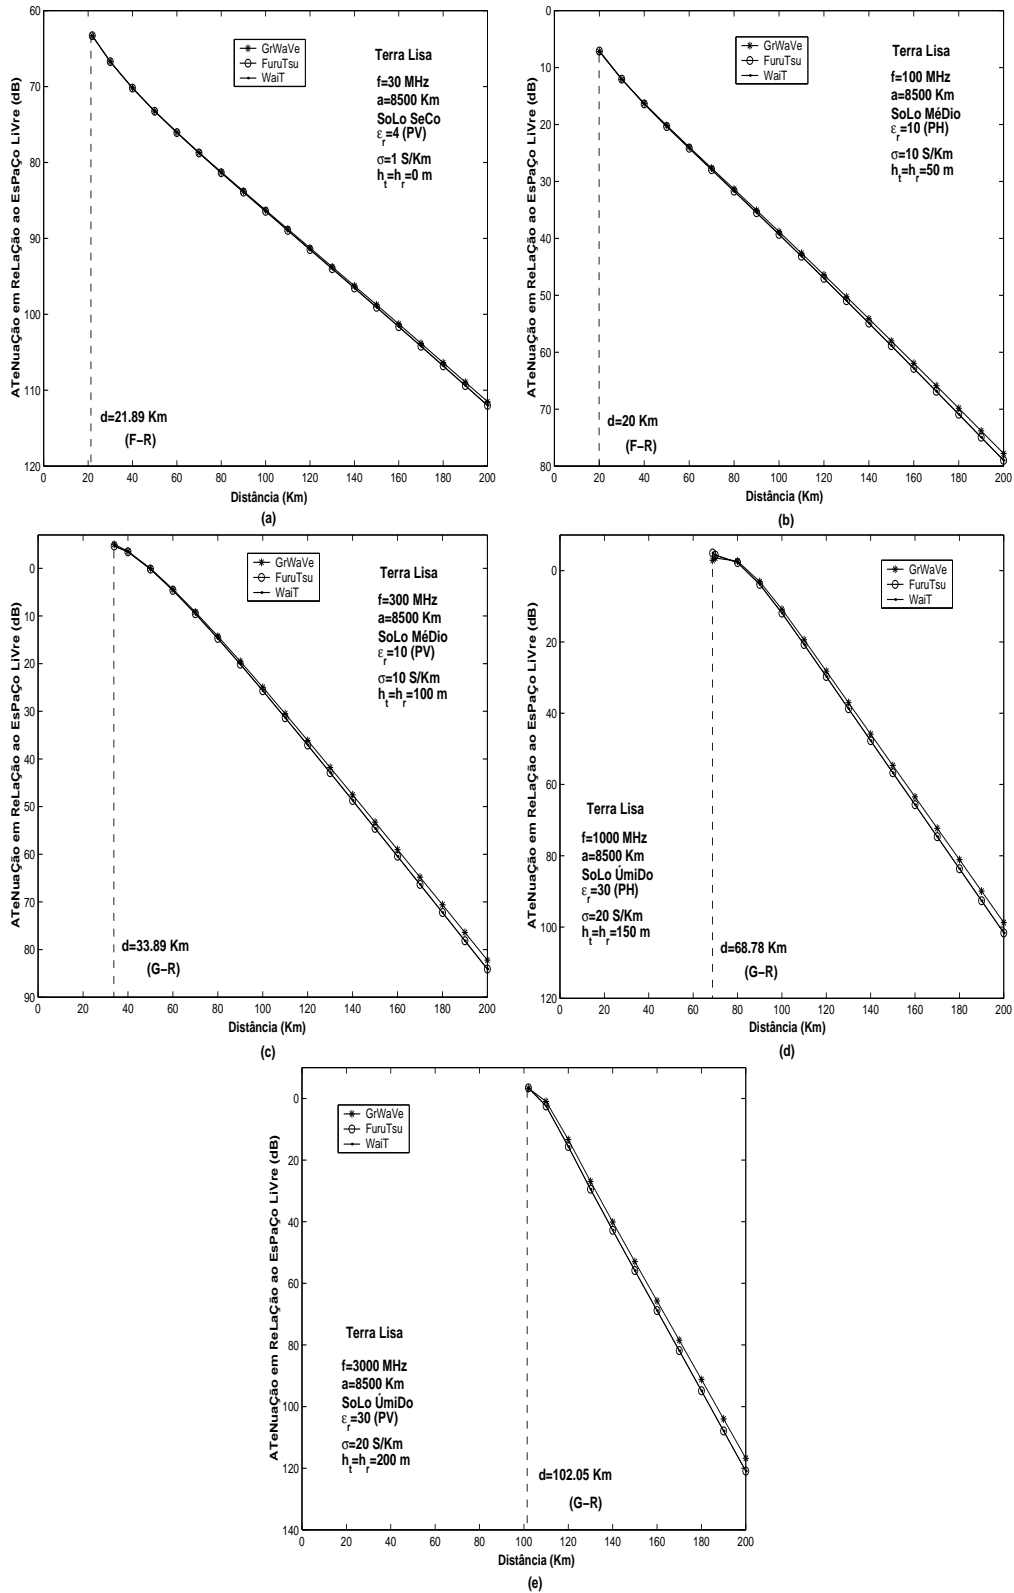 60
70
80
90
100
110
120
0
20
40
60
80
100
120
140
160
180
200
ATeNuaÇão em ReLaÇão ao EsPaÇo LiVre (dB)
Distância (Km)
(a)
GrWaVe
FuruTsu
WaiT
Terra Lisa
f=30 MHz
a=8500 Km
SoLo SeCo
εr=4 (PV)
σ=1 S/Km
ht=hr=0 m
d=21.89 Km
(F−R)
0
10
20
30
40
50
60
70
80
0
20
40
60
80
100
120
140
160
180
200
ATeNuaÇão em ReLaÇão ao EsPaÇo LiVre (dB)
Distância (Km)
(b)
GrWaVe
FuruTsu
WaiT
Terra Lisa
f=100 MHz
a=8500 Km
SoLo MéDio
εr=10 (PH)
σ=10 S/Km
ht=hr=50 m
d=20 Km
(F−R)
0
10
20
30
40
50
60
70
80
90
0
20
40
60
80
100
120
140
160
180
200
ATeNuaÇão em ReLaÇão ao EsPaÇo LiVre (dB)
Distância (Km)
(c)
GrWaVe
FuruTsu
WaiT
Terra Lisa
f=300 MHz
a=8500 Km
SoLo MéDio
εr=10 (PV)
σ=10 S/Km
ht=hr=100 m
d=33.89 Km
(G−R)
0
20
40
60
80
100
120
0
20
40
60
80
100
120
140
160
180
200
ATeNuaÇão em ReLaÇão ao EsPaÇo LiVre (dB)
Distância (Km)
(d)
GrWaVe
FuruTsu
WaiT
Terra Lisa
f=1000 MHz
a=8500 Km
SoLo ÚmiDo
εr=30 (PH)
σ=20 S/Km
ht=hr=150 m
d=68.78 Km
(G−R)
0
20
40
60
80
100
120
140
0
20
40
60
80
100
120
140
160
180
200
ATeNuaÇão em ReLaÇão ao EsPaÇo LiVre (dB)
Distância (Km)
(e)
GrWaVe
FuruTsu
WaiT
Terra Lisa
f=3000 MHz
a=8500 Km
SoLo ÚmiDo
εr=30 (PV)
σ=20 S/Km
ht=hr=200 m
d=102.05 Km
(G−R)